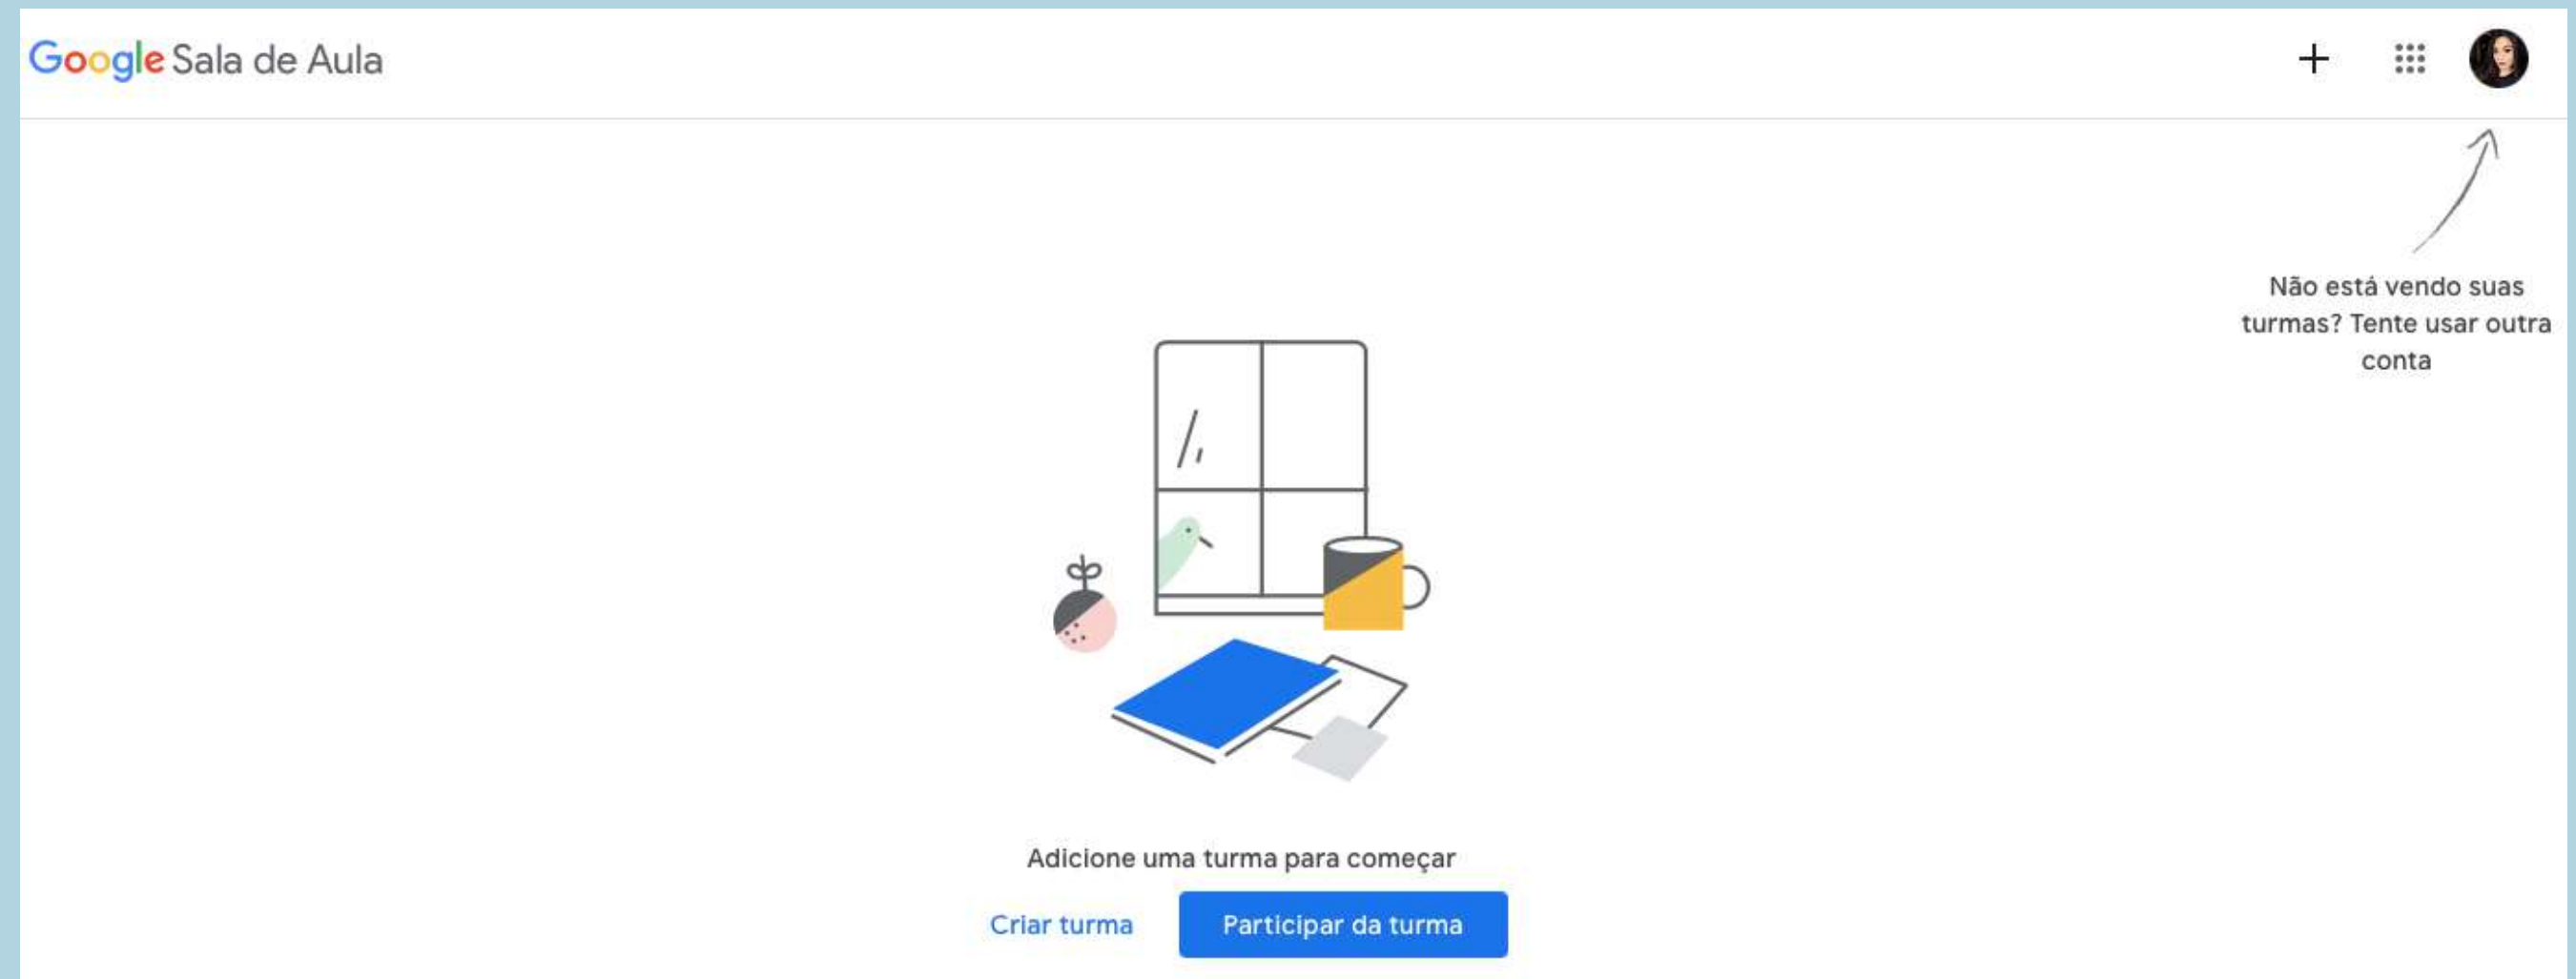 Google Sala de Aula
Não está vendo suas
turmas? Tente usar outra
conta
Adicione uma turma para começar
Criar turma
Participar da turma